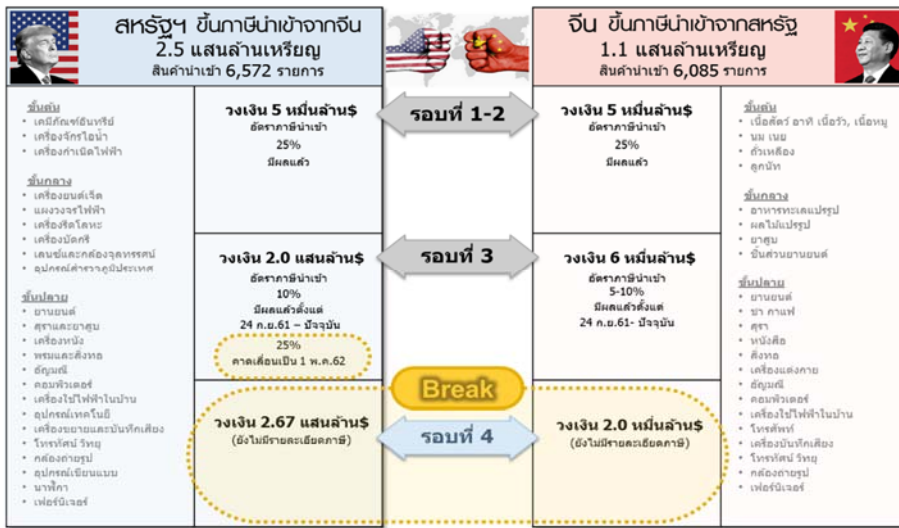 สหรัฐฯ ขึ้นภาษีนำเข้าจากจีน
2.5 แสนล้านเหรียญ
สินค้านำเข้า 6,572 รายการ
จีน ขึ้นภาษีนำเข้าจากสหรัฐ
1.1 แสนล้านเหรียญ
สินค้านำเข้า 6,085 รายการ
ขั้นต้น
• เคมีภัณฑ์อินทรีย์
• เครื่องจักรไอน้ำ
• เครื่องกำเนิดไฟฟ้า
ขั้นกลาง
• เครื่องยนต์เจ็ต
• แผงวงจรไฟฟ้า
• เครื่องรีดโลหะ
• เครื่องบัดกรี
• เลนซ์และกล้องจุลทรรศน์
• อุปกรณ์สำรวจภูมิประเทศ
ขั้นปลาย
• ยานยนต์
• สุราและยาสูบ
• เครื่องหนัง
• พรมและสิ่งทอ
• อัญมณี
• คอมพิวเตอร์
• เครื่องใช้ไฟฟ้าในบ้าน
• อุปกรณ์เทคโนยี
• เครื่องขยายและบันทึกเสียง
• โทรทัศน์ วิทยุ
• กล้องถ่ายรูป
• อุปกรณ์เขียนแบบ
• นาฬิกา
• เฟอร์นิเจอร์
วงเงิน 5 หมื่นล้าน$
อัตราภาษีนำเข้า
25%
มีผลแล้ว
รอบที่ 1-2
วงเงิน 5 หมื่นล้าน$
อัตราภาษีนำเข้า
25%
มีผลแล้ว
วงเงิน 2.0 แสนล้าน$
อัตราภาษีนำเข้า
10%
มีผลแล้วตั้งแต่
24 ก.ย.61 – ปัจจุบัน
25%
คาดเลื่อนเป็น 1 พ.ค.62
รอบที่ 3
วงเงิน 6 หมื่นล้าน$
อัตราภาษีนำเข้า
5-10%
มีผลแล้วตั้งแต่
24 ก.ย.61- ปัจจุบัน
Break
วงเงิน 2.67 แสนล้าน$
(ยังไม่มีรายละเอียดภาษี)
รอบที่ 4
วงเงิน 2.0 หมื่นล้าน$
(ยังไม่มีรายละเอียดภาษี)
ขั้นต้น
• เนื้อสัตว์ อาทิ เนื้อวัว, เนื้อหมู
• นม เนย
• ถั่วเหลือง
• ลูกนัท
ขั้นกลาง
• อาหารทะเลแปรรูป
• ผลไม้แปรรูป
• ยาสูบ
• ชิ้นส่วนยานยนต์
ขั้นปลาย
• ยานยนต์
• ชา กาแฟ
• สุรา
• หนังสือ
• สิ่งทอ
• เครื่องแต่งกาย
• อัญมณี
• คอมพิวเตอร์
• เครื่องใช้ไฟฟ้าในบ้าน
• โทรศัพท์
• เครื่องบันทึกเสียง
• โทรทัศน์ วิทยุ
• กล้องถ่ายรูป
• เฟอร์นิเจอร์